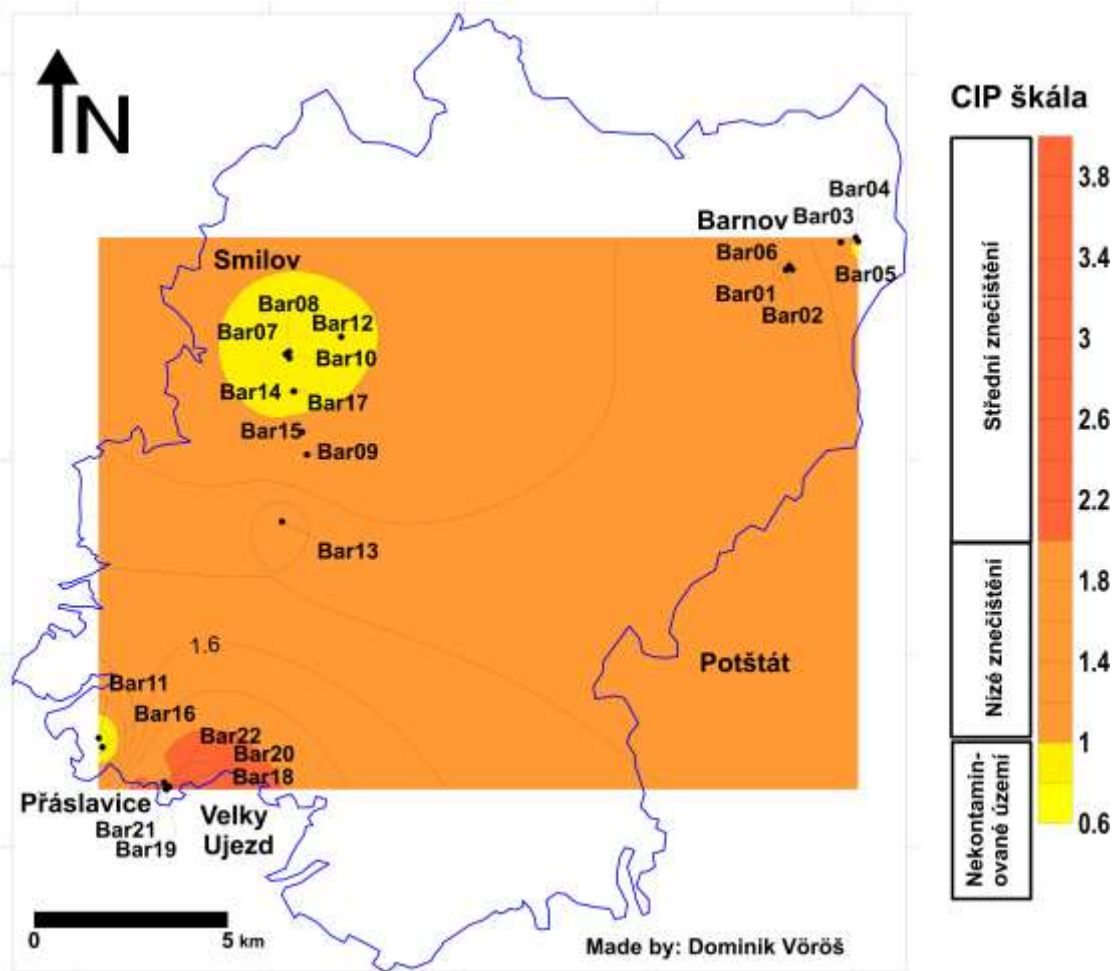 N
CIP škála
Střední znečištění
Nízé znečištění
Nekontamin-
ované území
3.8
3.4
3
2.6
2.2
1.8
1.4
1
0.6
Bar04
Barnov
Bar03
Bar06
Bar05
Bar01
Bar02
Smilov
Bar08
Bar12
Bar07
Bar10
Bar14
Bar17
Bar15
Bar09
Bar13
1.6
Potštát
Bar11
Bar16
Bar22
Bar20
Bar18
Přáslavice
Velky
Ujezd
Bar21
Bar19
0
5 km
Made by: Dominik Vöröš